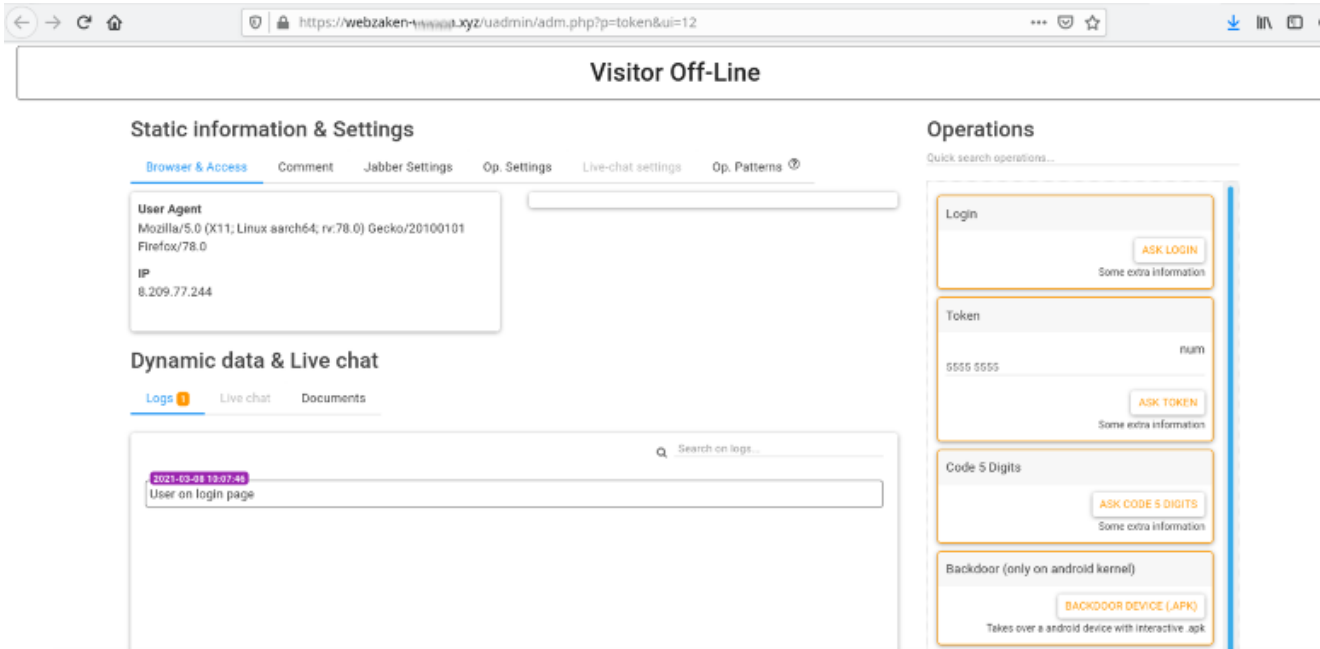 https://webzaken-.xyz/uadmin/adm.php?p=token&ui=12
Visitor Off-Line
Static information & Settings
Browser & Access
Comment
Jabber Settings
Op. Settings
Live-chat settings
Op. Patterns
User Agent
Mozilla/5.0 (X11; Linux aarch64; rv:78.0) Gecko/20100101
Firefox/78.0
IP
8.209.77.244
Dynamic data & Live chat
Logs 1
Live chat
Documents
Search on logs...
2021-03-08 10:07:46
User on login page
Operations
Quick search operations...
Login
ASK LOGIN
Some extra information
Token
num
5555 5555
ASK TOKEN
Some extra information
Code 5 Digits
ASK CODE 5 DIGITS
Some extra information
Backdoor (only on android kernel)
BACKDOOR DEVICE (.APK)
Takes over a android device with interactive .apk